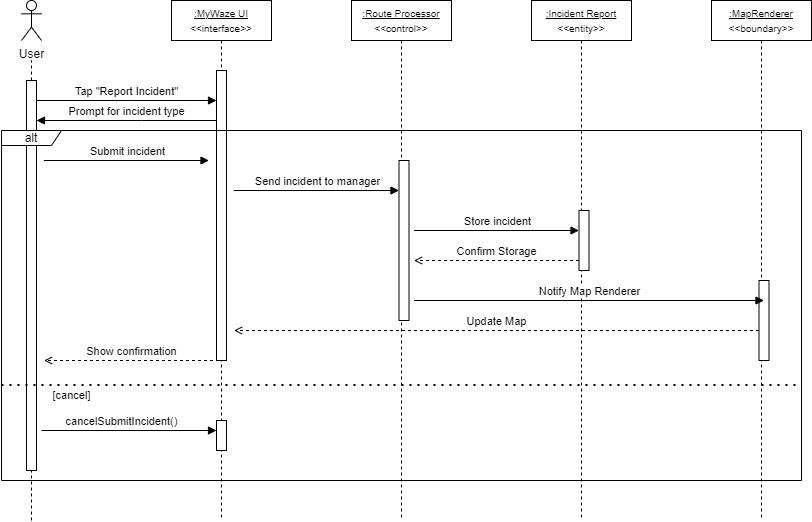 :MyWaze UI
<<interface>>
:Route Processor
<<control>>
:Incident Report
<<entity>>
:MapRenderer
<<boundary>>
User
Tap "Report Incident"
Prompt for incident type
alt
Submit incident
Send incident to manager
Store incident
Confirm Storage
Notify Map Renderer
Update Map
Show confirmation
[cancel]
cancelSubmitIncident()